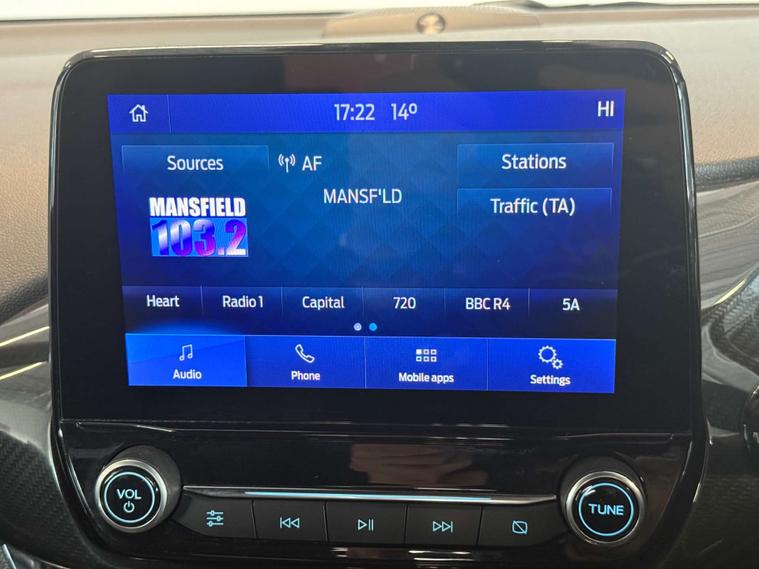 17:22 14° HI
Sources AF Stations
MANSF'LD
Traffic (TA)
MANSFIELD
103.2
Heart Radio 1 Capital 720 BBC R4 5A
Audio Phone Mobile apps Settings
VOL
TUNE